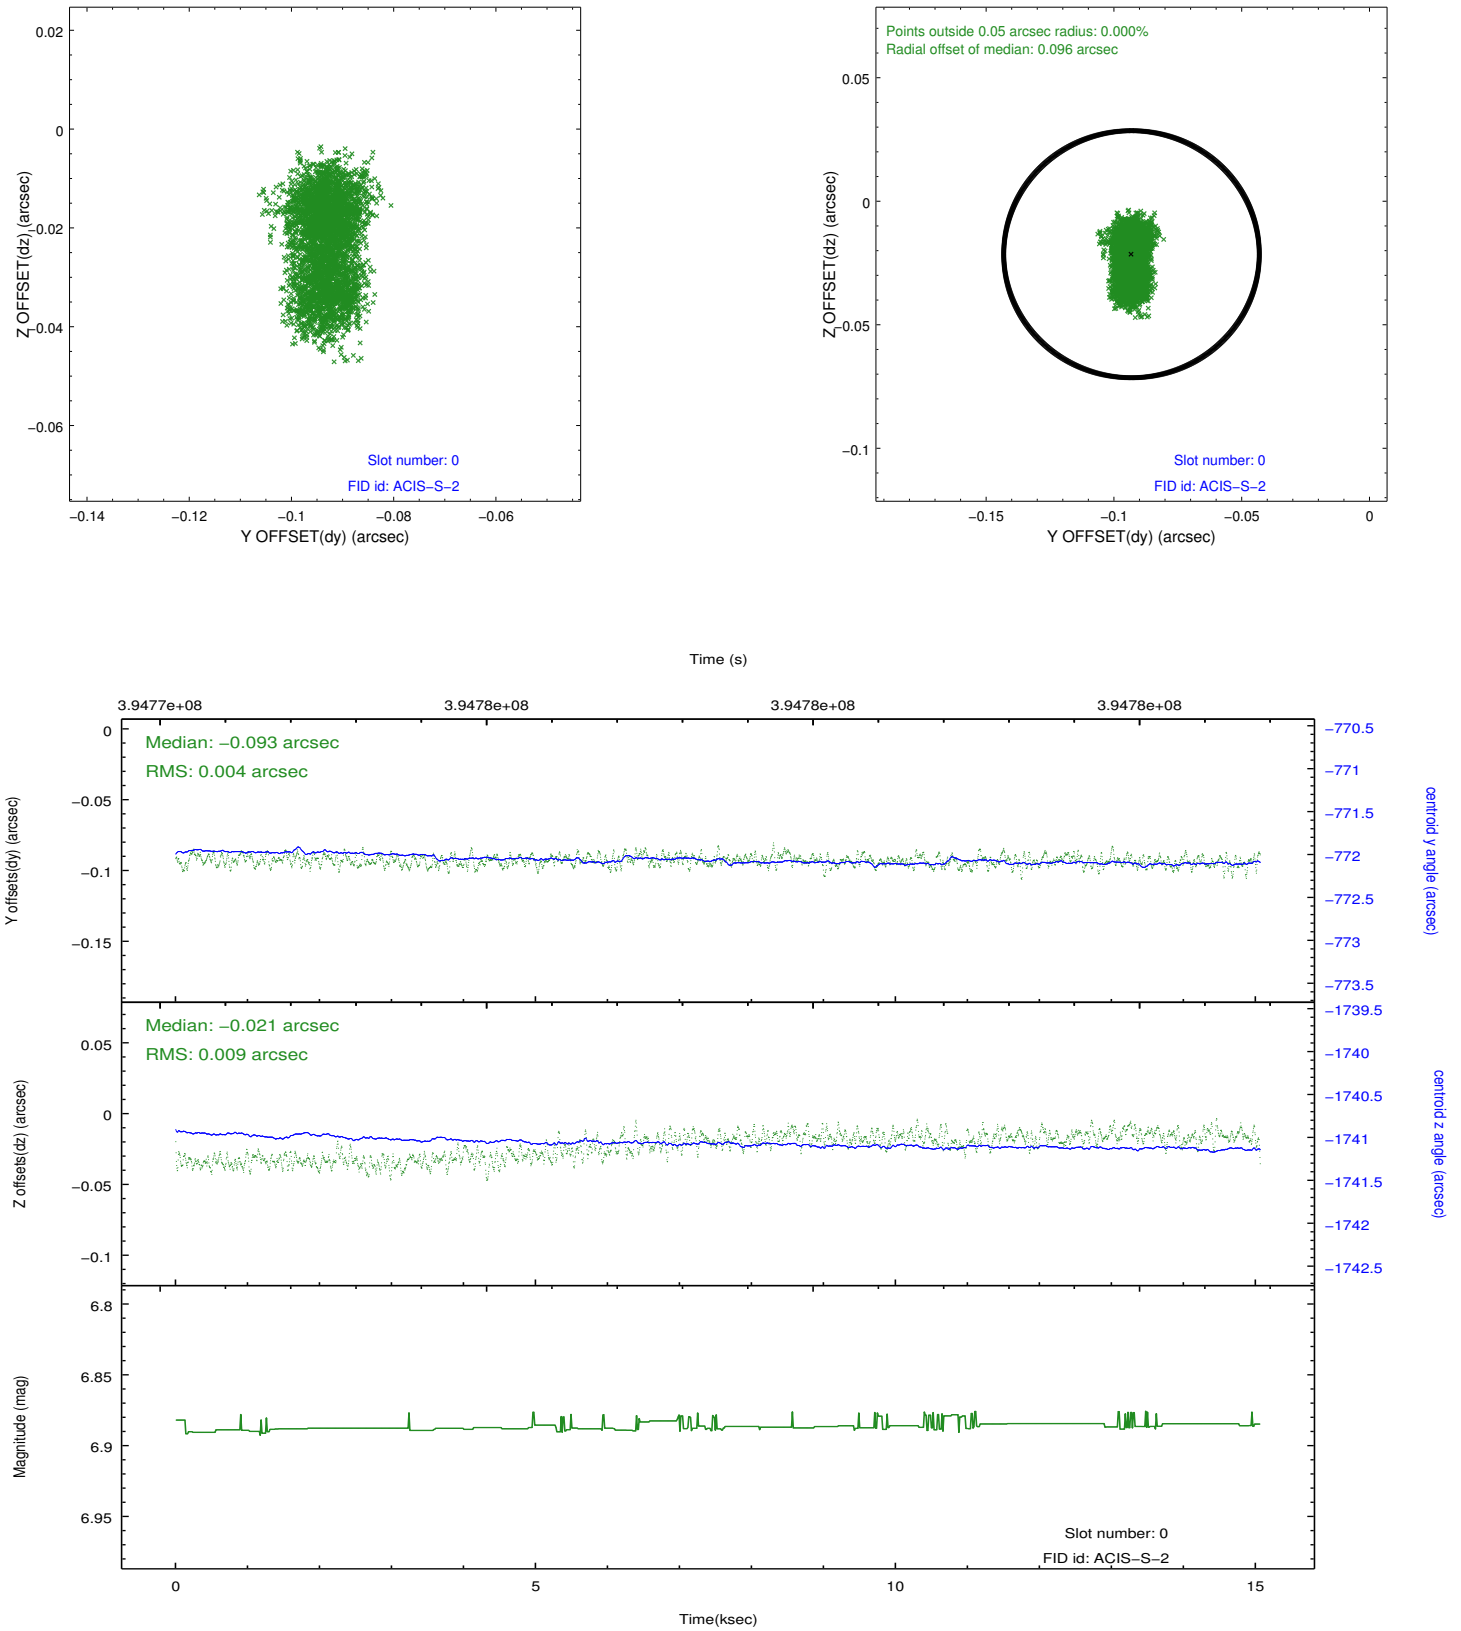 0.02
0
−0.02
−0.04
−0.06
Z OFFSET(dz) (arcsec)
Slot number: 0
FID id: ACIS−S−2
−0.14
−0.12
−0.1
−0.08
−0.06
Y OFFSET(dy) (arcsec)
Points outside 0.05 arcsec radius: 0.000%
Radial offset of median: 0.096 arcsec
0.05
0
−0.05
−0.1
Z OFFSET(dz) (arcsec)
Slot number: 0
FID id: ACIS−S−2
−0.15
−0.1
−0.05
0
Y OFFSET(dy) (arcsec)
Time (s)
3.9477e+08
3.9478e+08
3.9478e+08
3.9478e+08
Median: −0.093 arcsec
RMS: 0.004 arcsec
0
−0.05
−0.1
−0.15
Y offsets(dy) (arcsec)
−770.5
−771
−771.5
−772
−772.5
−773
−773.5
centroid y angle (arcsec)
Median: −0.021 arcsec
RMS: 0.009 arcsec
0.05
0
−0.05
−0.1
Z offsets(dz) (arcsec)
−1739.5
−1740
−1740.5
−1741
−1741.5
−1742
−1742.5
centroid z angle (arcsec)
6.8
6.85
6.9
6.95
Magnitude (mag)
Slot number: 0
FID id: ACIS−S−2
0
5
10
15
Time(ksec)